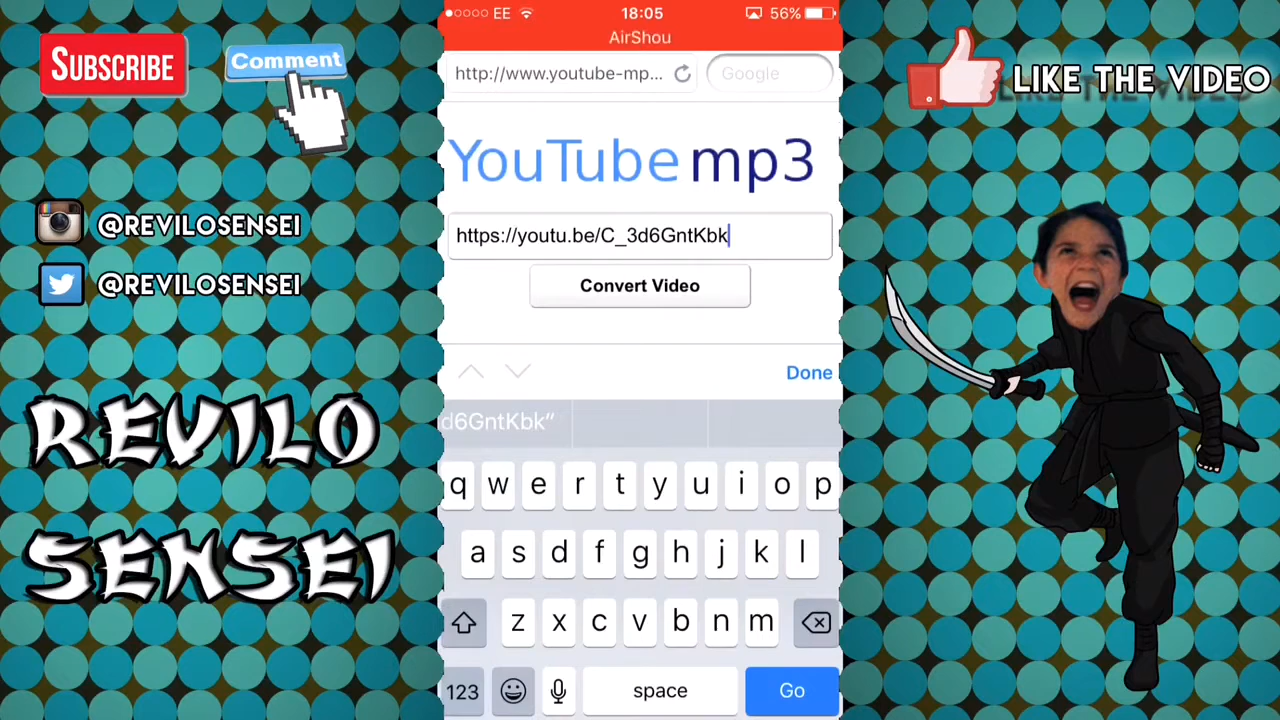 SUBSCRIBE
Comment
@REVILOSENSEI
@REVILOSENSEI
REVILO
SENSEI
EE
18:05
56%
AirShou
http://www.youtube-mp...
Google
YouTube mp3
https://youtu.be/C_3d6GntKbk
Convert Video
Done
d6GntKbk"
q w e r t y u i o p
a s d f g h j k l
z x c v b n m
123
space
Go
LIKE THE VIDEO